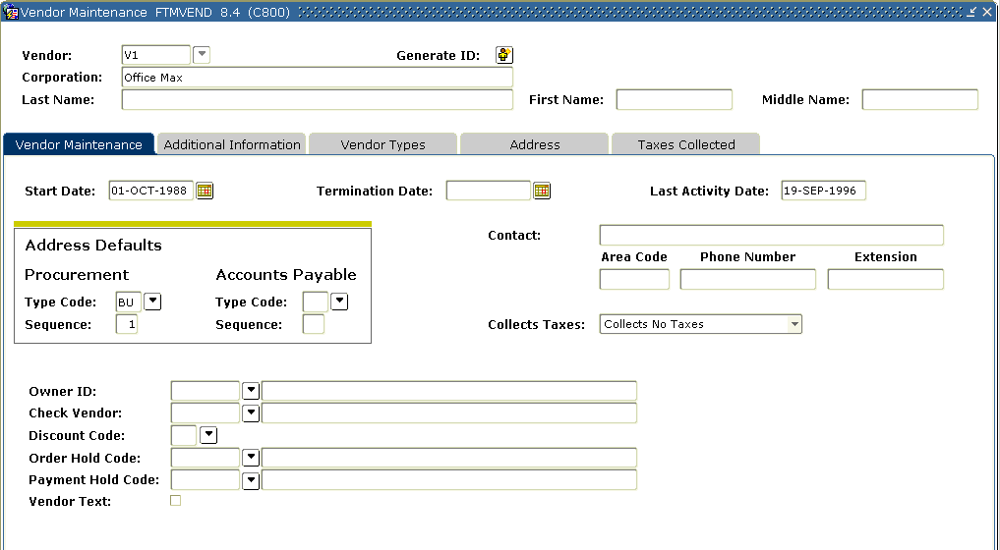 Vendor Maintenance FTMVEND 8.4 (C800)
Vendor: V1 Generate ID:
Corporation: Office Max
Last Name: First Name: Middle Name:
Vendor Maintenance Additional Information Vendor Types Address Taxes Collected
Start Date: 01-OCT-1988 Termination Date: Last Activity Date: 19-SEP-1996
Address Defaults
Procurement Accounts Payable
Type Code: BU Type Code:
Sequence: 1 Sequence:
Contact:
Area Code Phone Number Extension
Collects Taxes: Collects No Taxes
Owner ID:
Check Vendor:
Discount Code:
Order Hold Code:
Payment Hold Code:
Vendor Text: